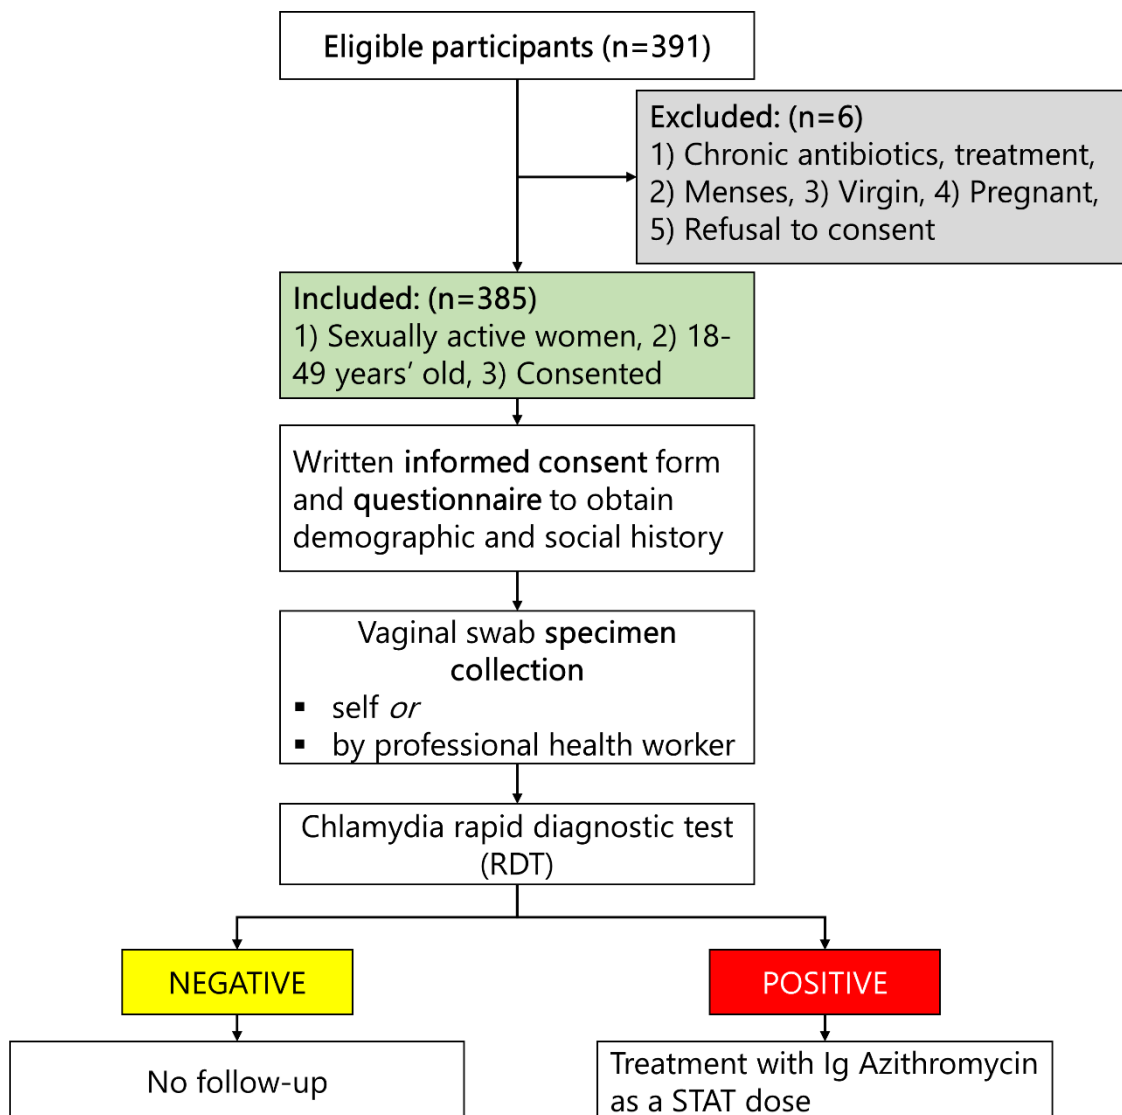 Eligible participants (n=391)
Excluded: (n=6)
1) Chronic antibiotics, treatment,
2) Menses, 3) Virgin, 4) Pregnant,
5) Refusal to consent
Included: (n=385)
1) Sexually active women, 2) 18-
49 years’ old, 3) Consented
Written informed consent form
and questionnaire to obtain
demographic and social history
Vaginal swab specimen
collection
▪ self or
▪ by professional health worker
Chlamydia rapid diagnostic test
(RDT)
NEGATIVE
POSITIVE
No follow-up
Treatment with Ig Azithromycin
as a STAT dose